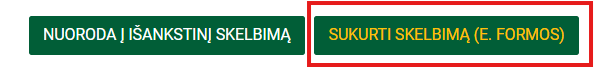 NUORODA Į IŠANKSTINĮ SKELBIMĄ
SUKURTI SKELBIMĄ (E. FORMOS)